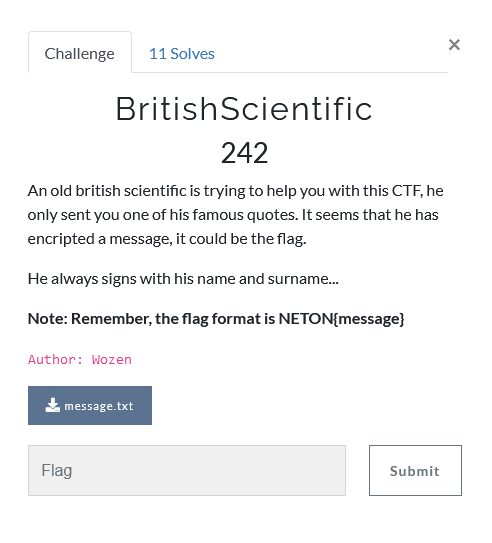 Challenge
11 Solves
×
BritishScientific
242
An old british scientific is trying to help you with this CTF, he
only sent you one of his famous quotes. It seems that he has
encripted a message, it could be the flag.
He always signs with his name and surname...
Note: Remember, the flag format is NETON{message}
Author: Wozen
message.txt
Flag
Submit